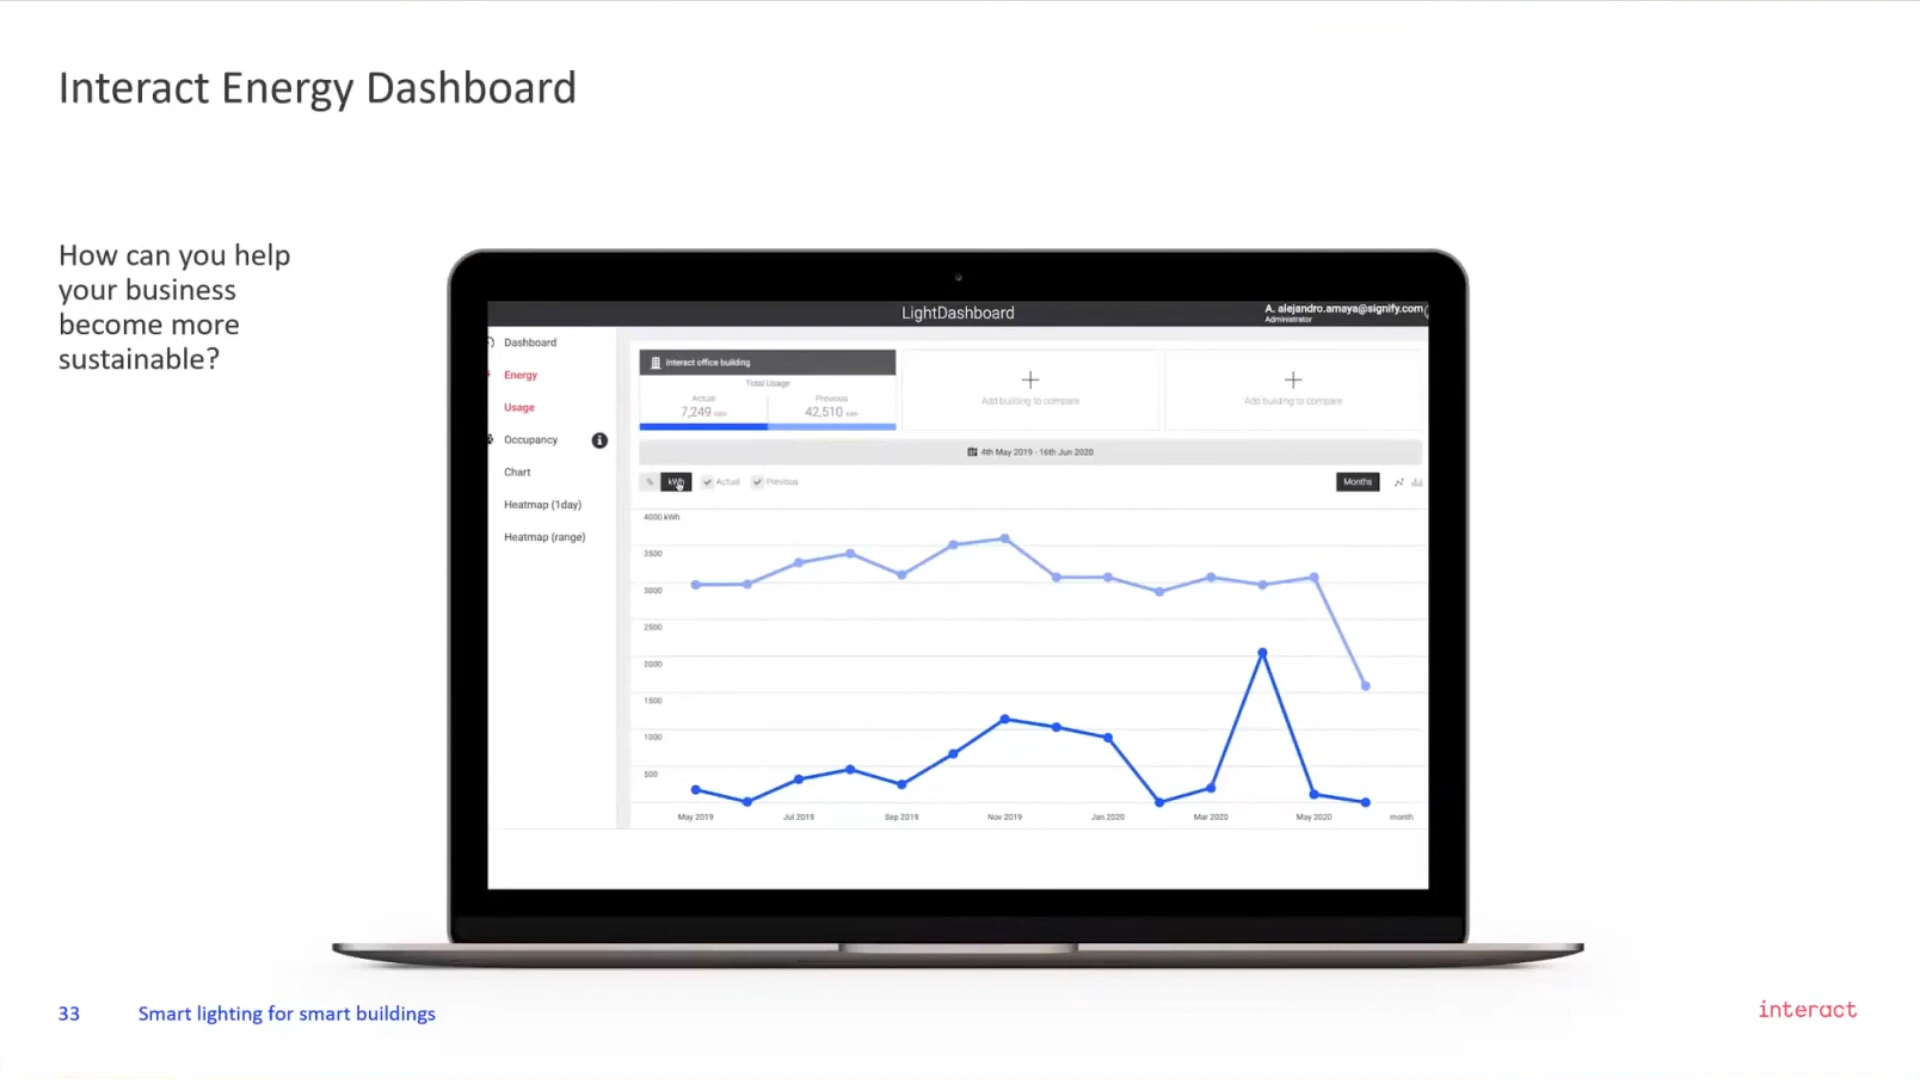 Interact Energy Dashboard
How can you help
your business
become more
sustainable?
LightDashboard
A. alejandro.amaya@signify.com
Administrator
Dashboard
Energy
Usage
Occupancy
Chart
Heatmap (1day)
Heatmap (range)
Interact office building
Total Usage
Actual
7,249 kWh
Previous
42,510 kWh
+
Add building to compare
+
Add building to compare
4th May 2019 - 16th Jun 2020
%
kWh
Actual
Previous
Months
4000 kWh
3500
3000
2500
2000
1500
1000
500
May 2019
Jul 2019
Sep 2019
Nov 2019
Jan 2020
Mar 2020
May 2020
month
33
Smart lighting for smart buildings
interact